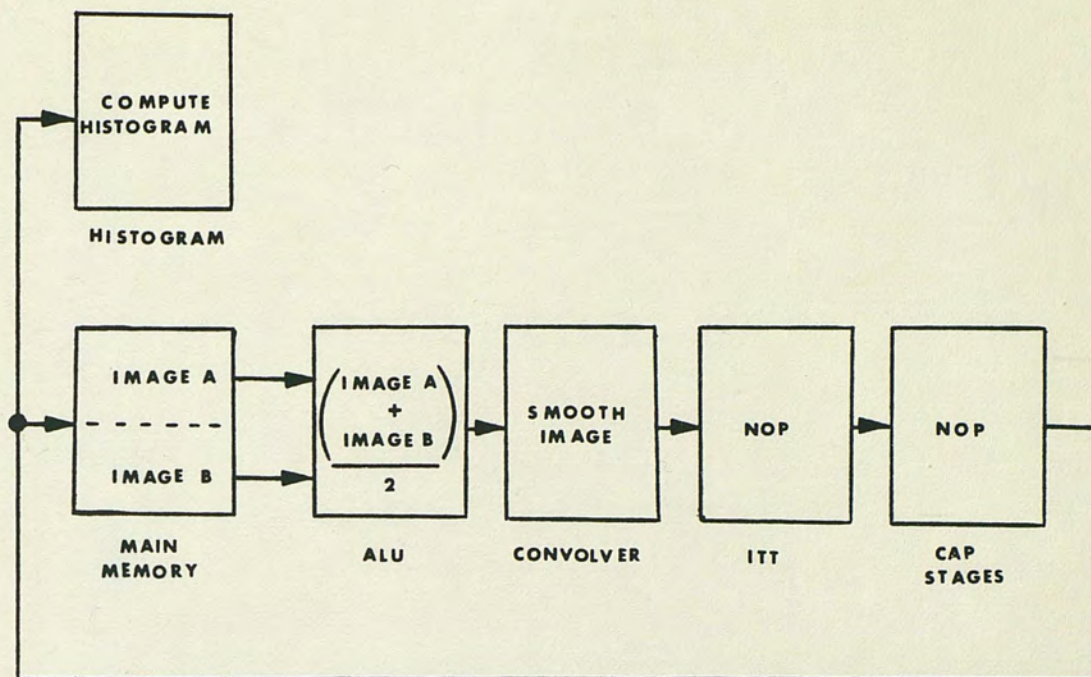 COMPUTE
HISTOGRAM
HISTOGRAM
IMAGE A
IMAGE B
MAIN
MEMORY
(IMAGE A
+
IMAGE B)
2
ALU
SMOOTH
IMAGE
CONVOLVER
NOP
ITT
NOP
CAP
STAGES